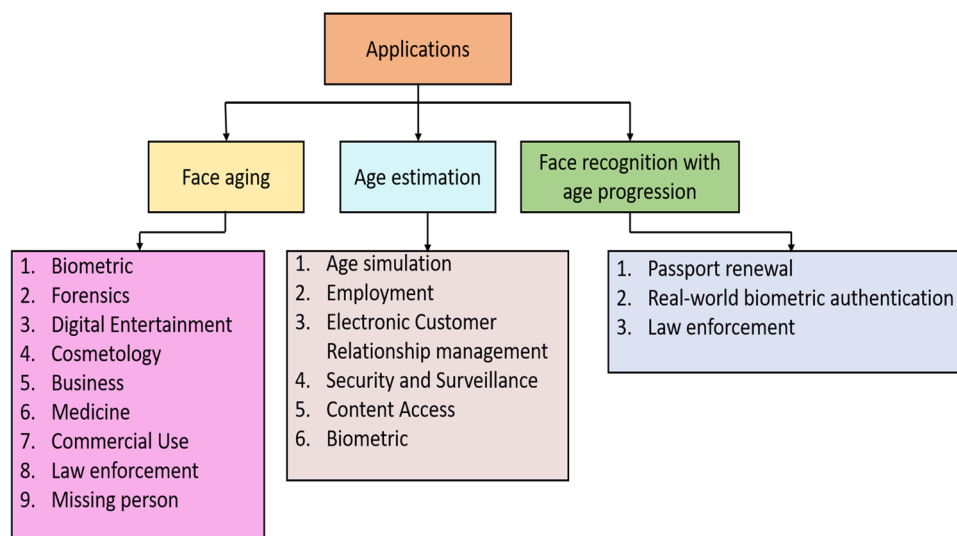 Applications
Face aging
Age estimation
Face recognition with
age progression
1. Biometric
2. Forensics
3. Digital Entertainment
4. Cosmetology
5. Business
6. Medicine
7. Commercial Use
8. Law enforcement
9. Missing person
1. Age simulation
2. Employment
3. Electronic Customer
Relationship management
4. Security and Surveillance
5. Content Access
6. Biometric
1. Passport renewal
2. Real-world biometric authentication
3. Law enforcement